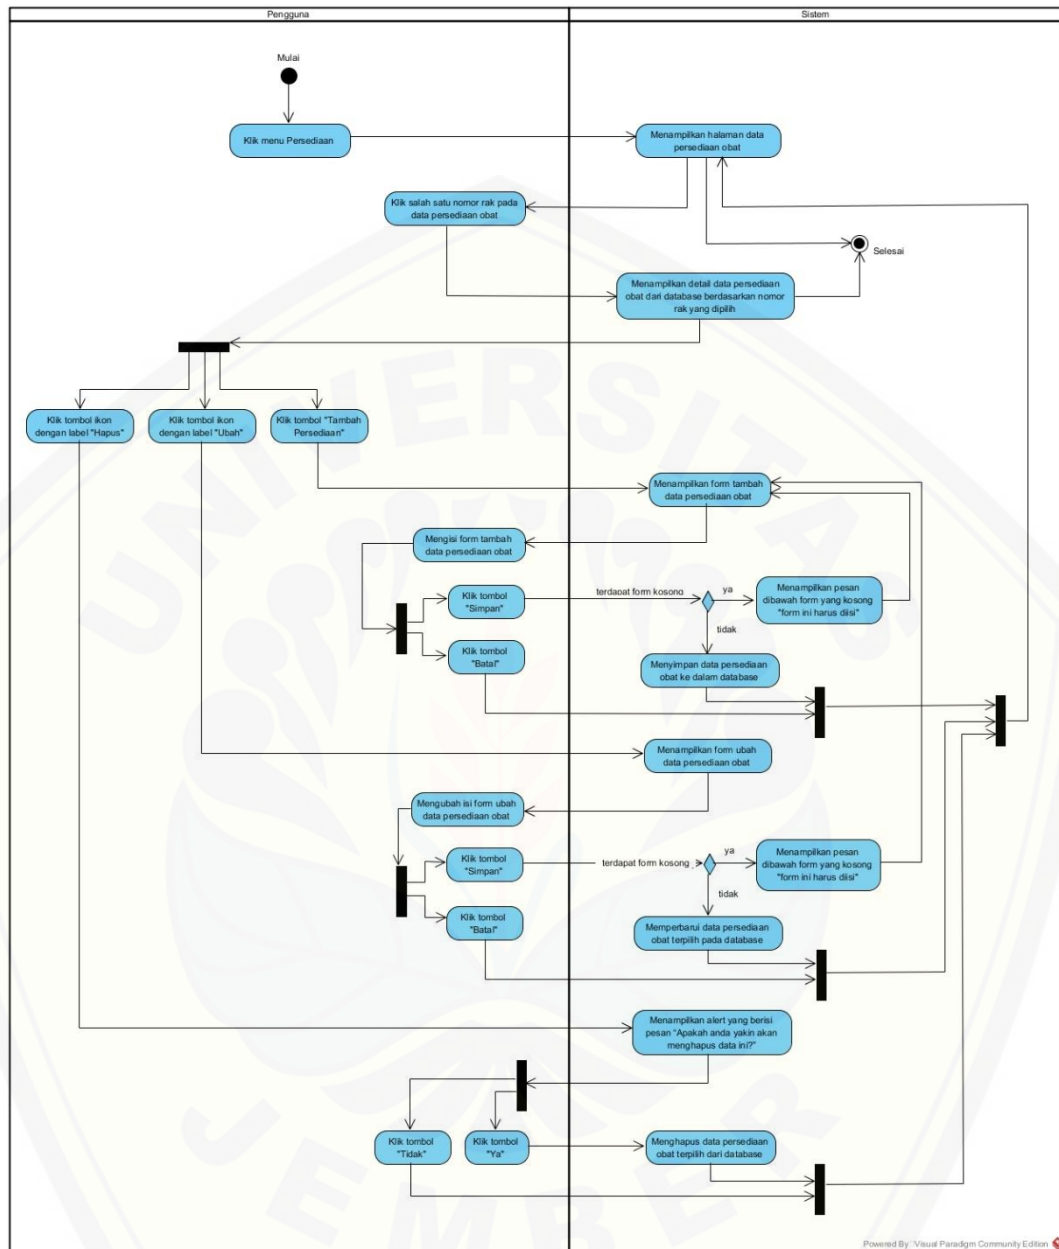 Pengguna
Sistem
Mulai
Klik menu Persediaan
Menampilkan halaman data
persediaan obat
Klik salah satu nomor rak pada
data persediaan obat
Selesai
Menampilkan detail data persediaan
obat dari database berdasarkan nomor
rak yang dipilih
Klik tombol ikon
dengan label "Hapus"
Klik tombol ikon
dengan label "Ubah"
Klik tombol "Tambah
Persediaan"
Menampilkan form tambah
data persediaan obat
Mengisi form tambah
data persediaan obat
Klik tombol
"Simpan"
terdapat form kosong
ya
Menampilkan pesan
dibawah form yang kosong
"form ini harus diisi"
tidak
Klik tombol
"Batal"
Menyimpan data persediaan
obat ke dalam database
Menampilkan form ubah
data persediaan obat
Mengubah isi form ubah
data persediaan obat
Klik tombol
"Simpan"
terdapat form kosong
ya
Menampilkan pesan
dibawah form yang kosong
"form ini harus diisi"
tidak
Klik tombol
"Batal"
Memperbarui data persediaan
obat terpilih pada database
Menampilkan alert yang berisi
pesan "Apakah anda yakin akan
menghapus data ini?"
Klik tombol
"Tidak"
Klik tombol
"Ya"
Menghapus data persediaan
obat terpilih dari database
UNIVERSITAS
JEMBER
Powered By Visual Paradigm Community Edition